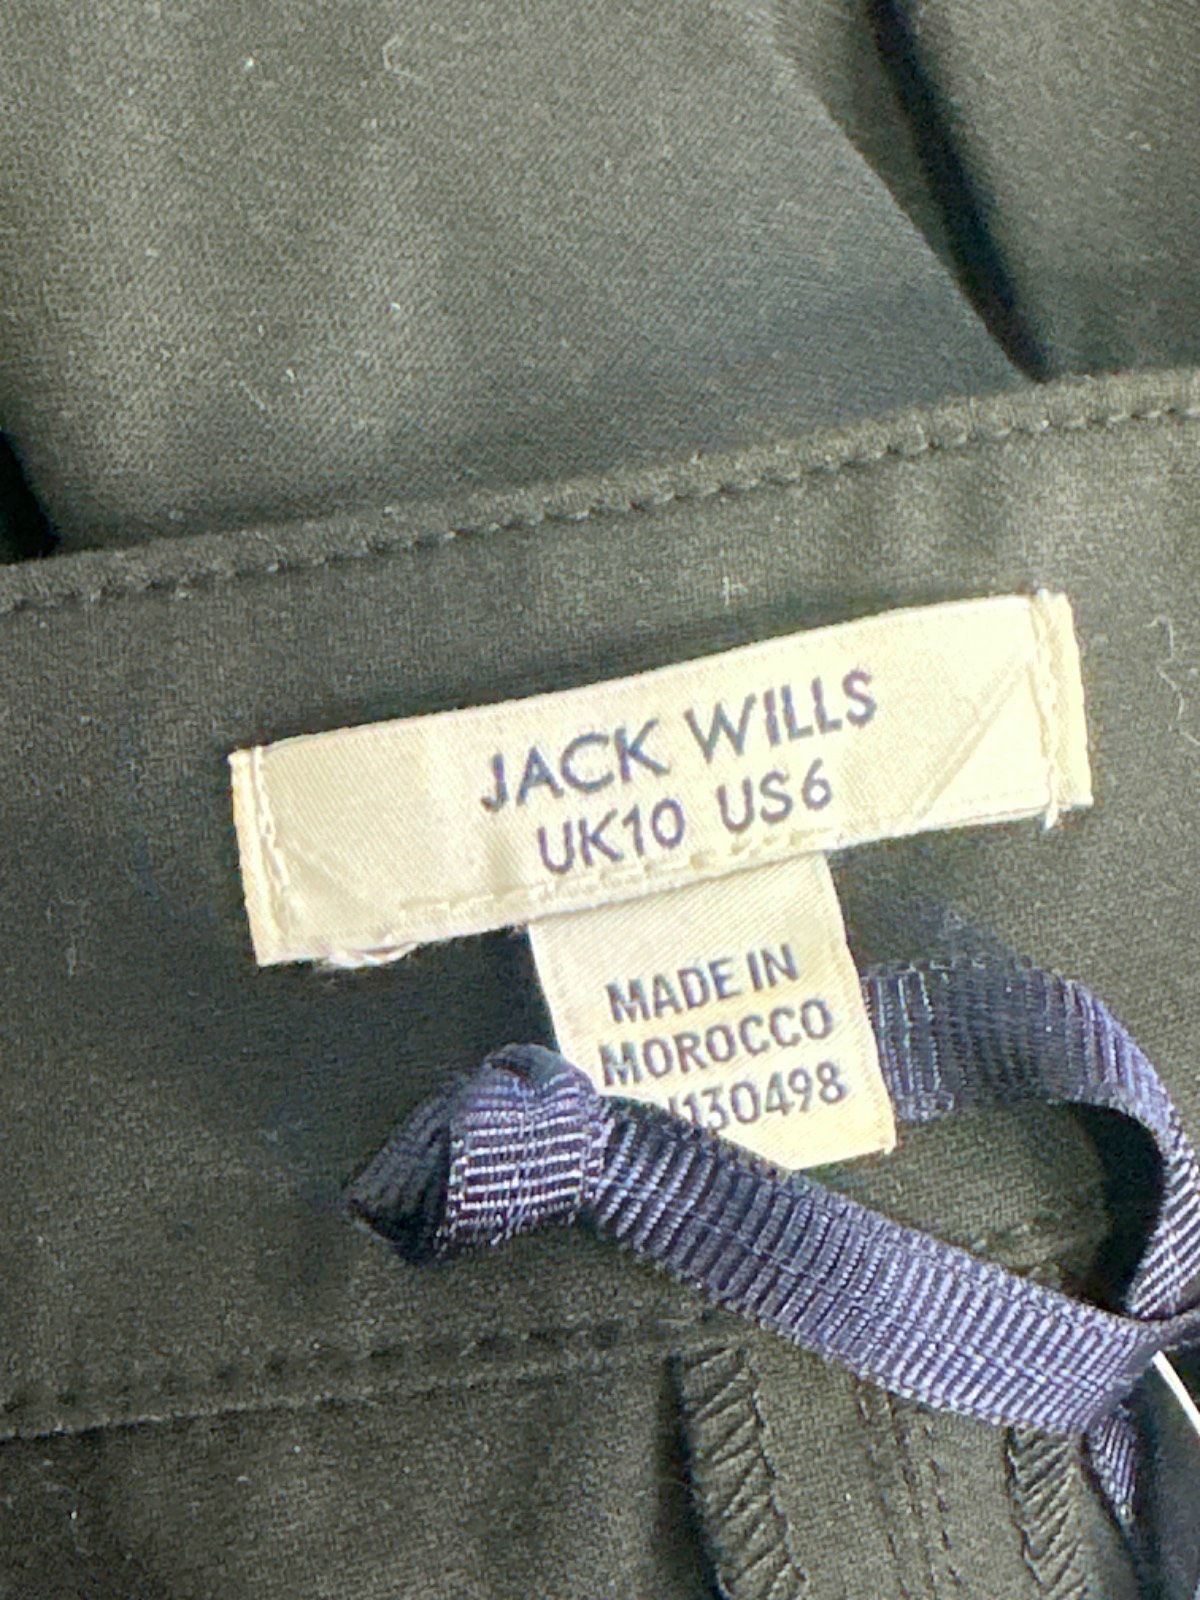 JACK WILLS
UK10 US6
MADE IN
MOROCCO